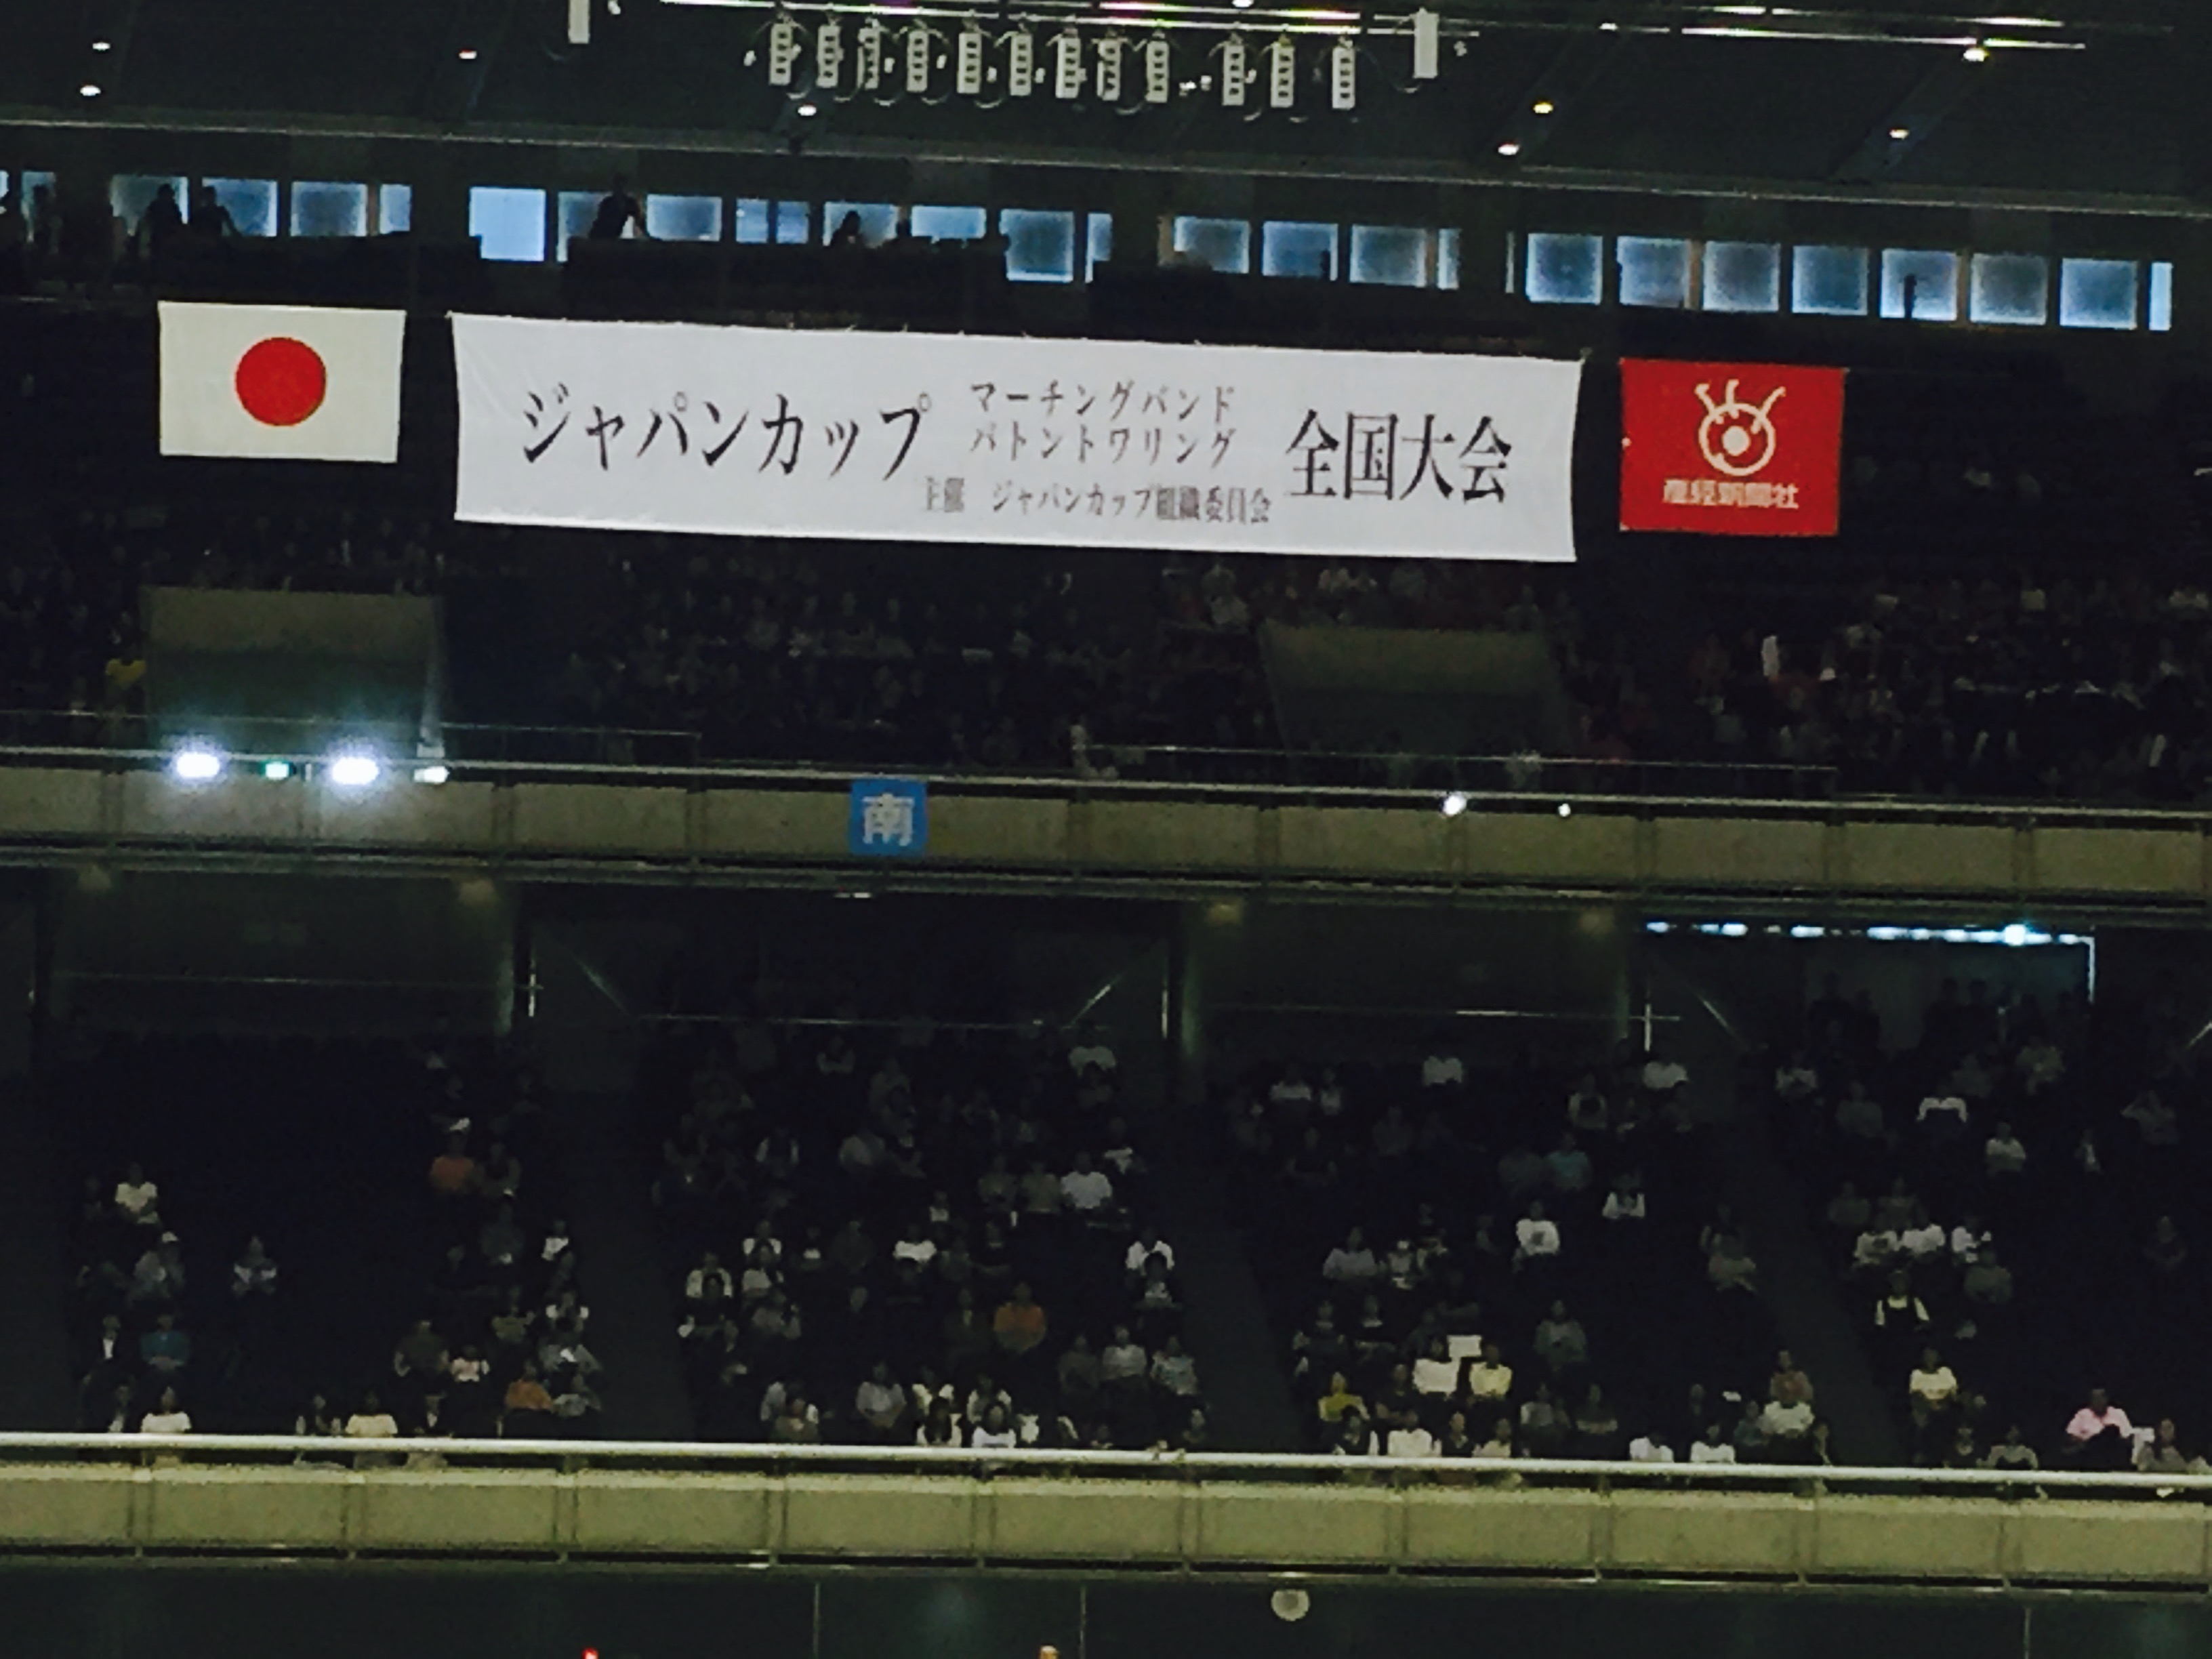 ジャパンカップ
マーチングバンド
バトントワリング
全国大会
主催 ジャパンカップ組織委員会
産経新聞社
南